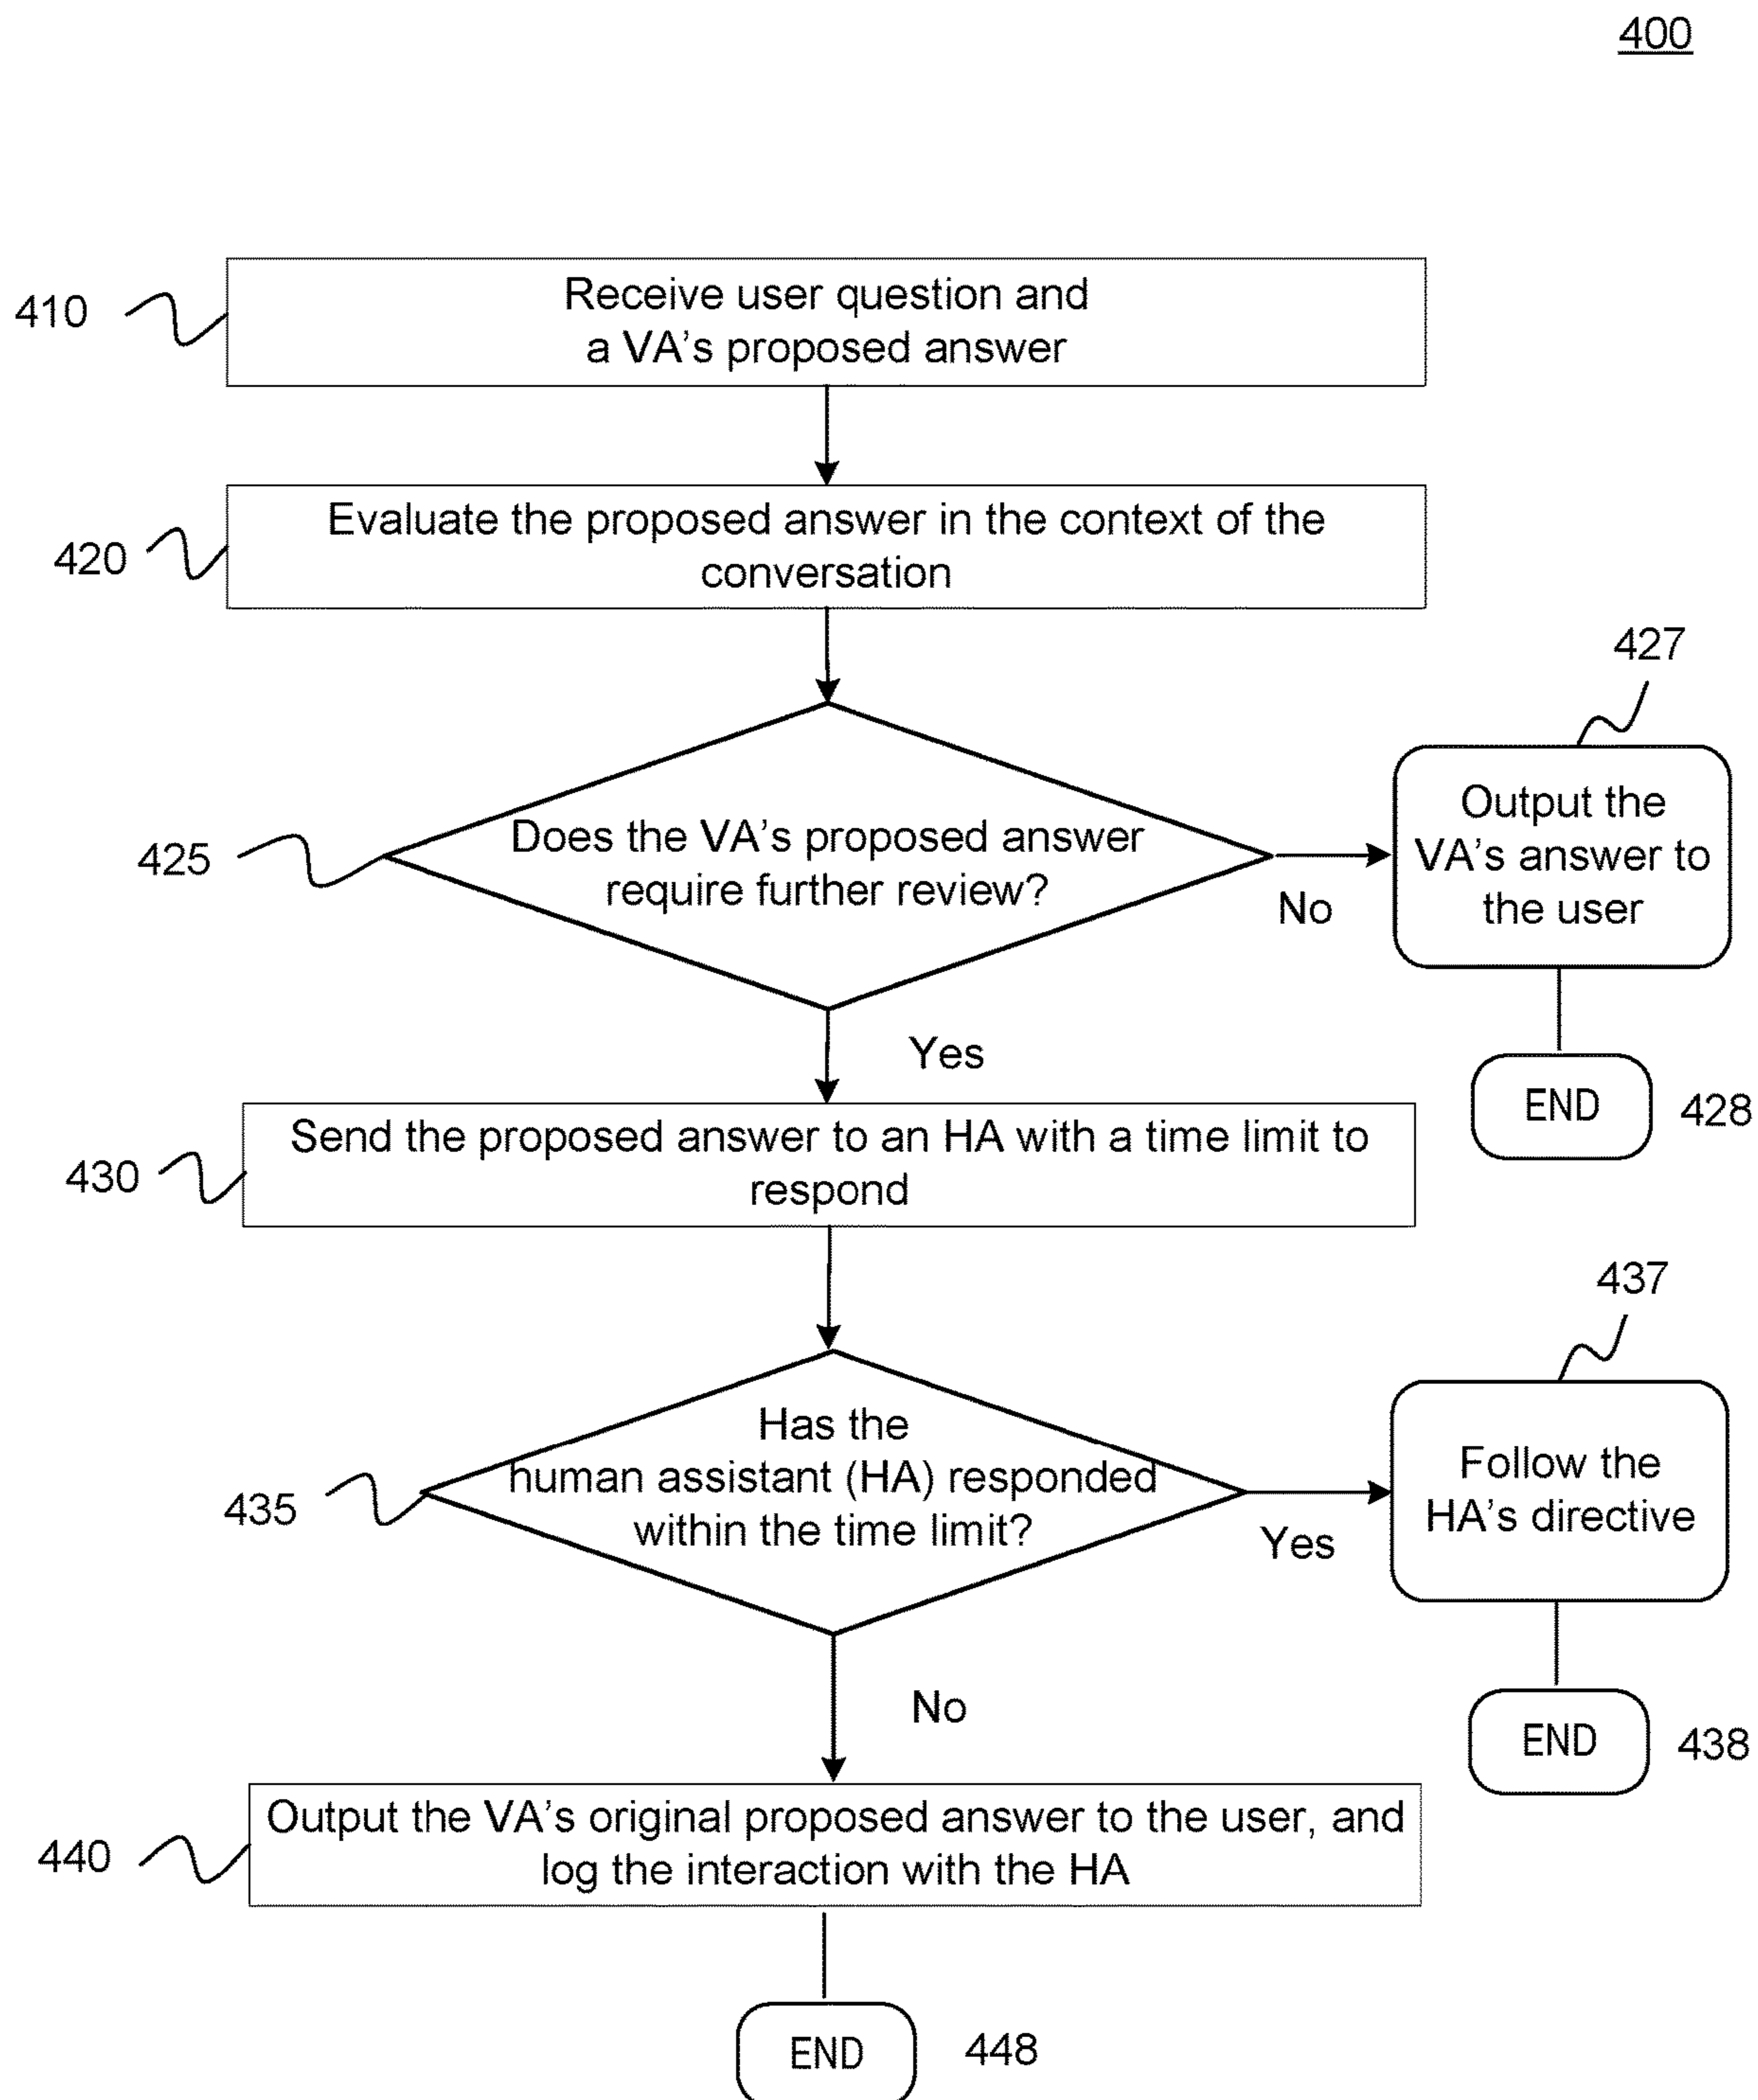 400
410
Receive user question and
a VA's proposed answer
420
Evaluate the proposed answer in the context of the
conversation
427
425
Does the VA's proposed answer
require further review?
No
Output the
VA's answer to
the user
Yes
END
428
430
Send the proposed answer to an HA with a time limit to
respond
437
435
Has the
human assistant (HA) responded
within the time limit?
Yes
Follow the
HA's directive
No
END
438
440
Output the VA's original proposed answer to the user, and
log the interaction with the HA
END
448